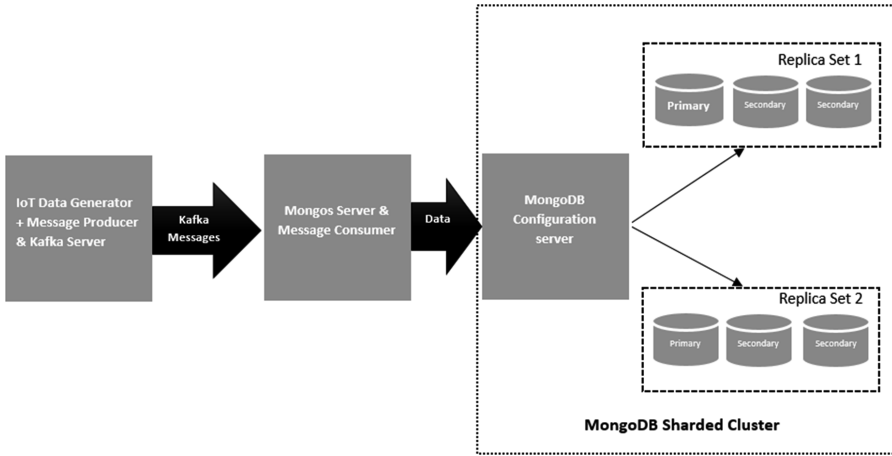 IoT Data Generator
+ Message Producer
& Kafka Server
Kafka
Messages
Mongos Server &
Message Consumer
Data
MongoDB
Configuration
server
Replica Set 1
Primary
Secondary
Secondary
Replica Set 2
Primary
Secondary
Secondary
MongoDB Sharded Cluster